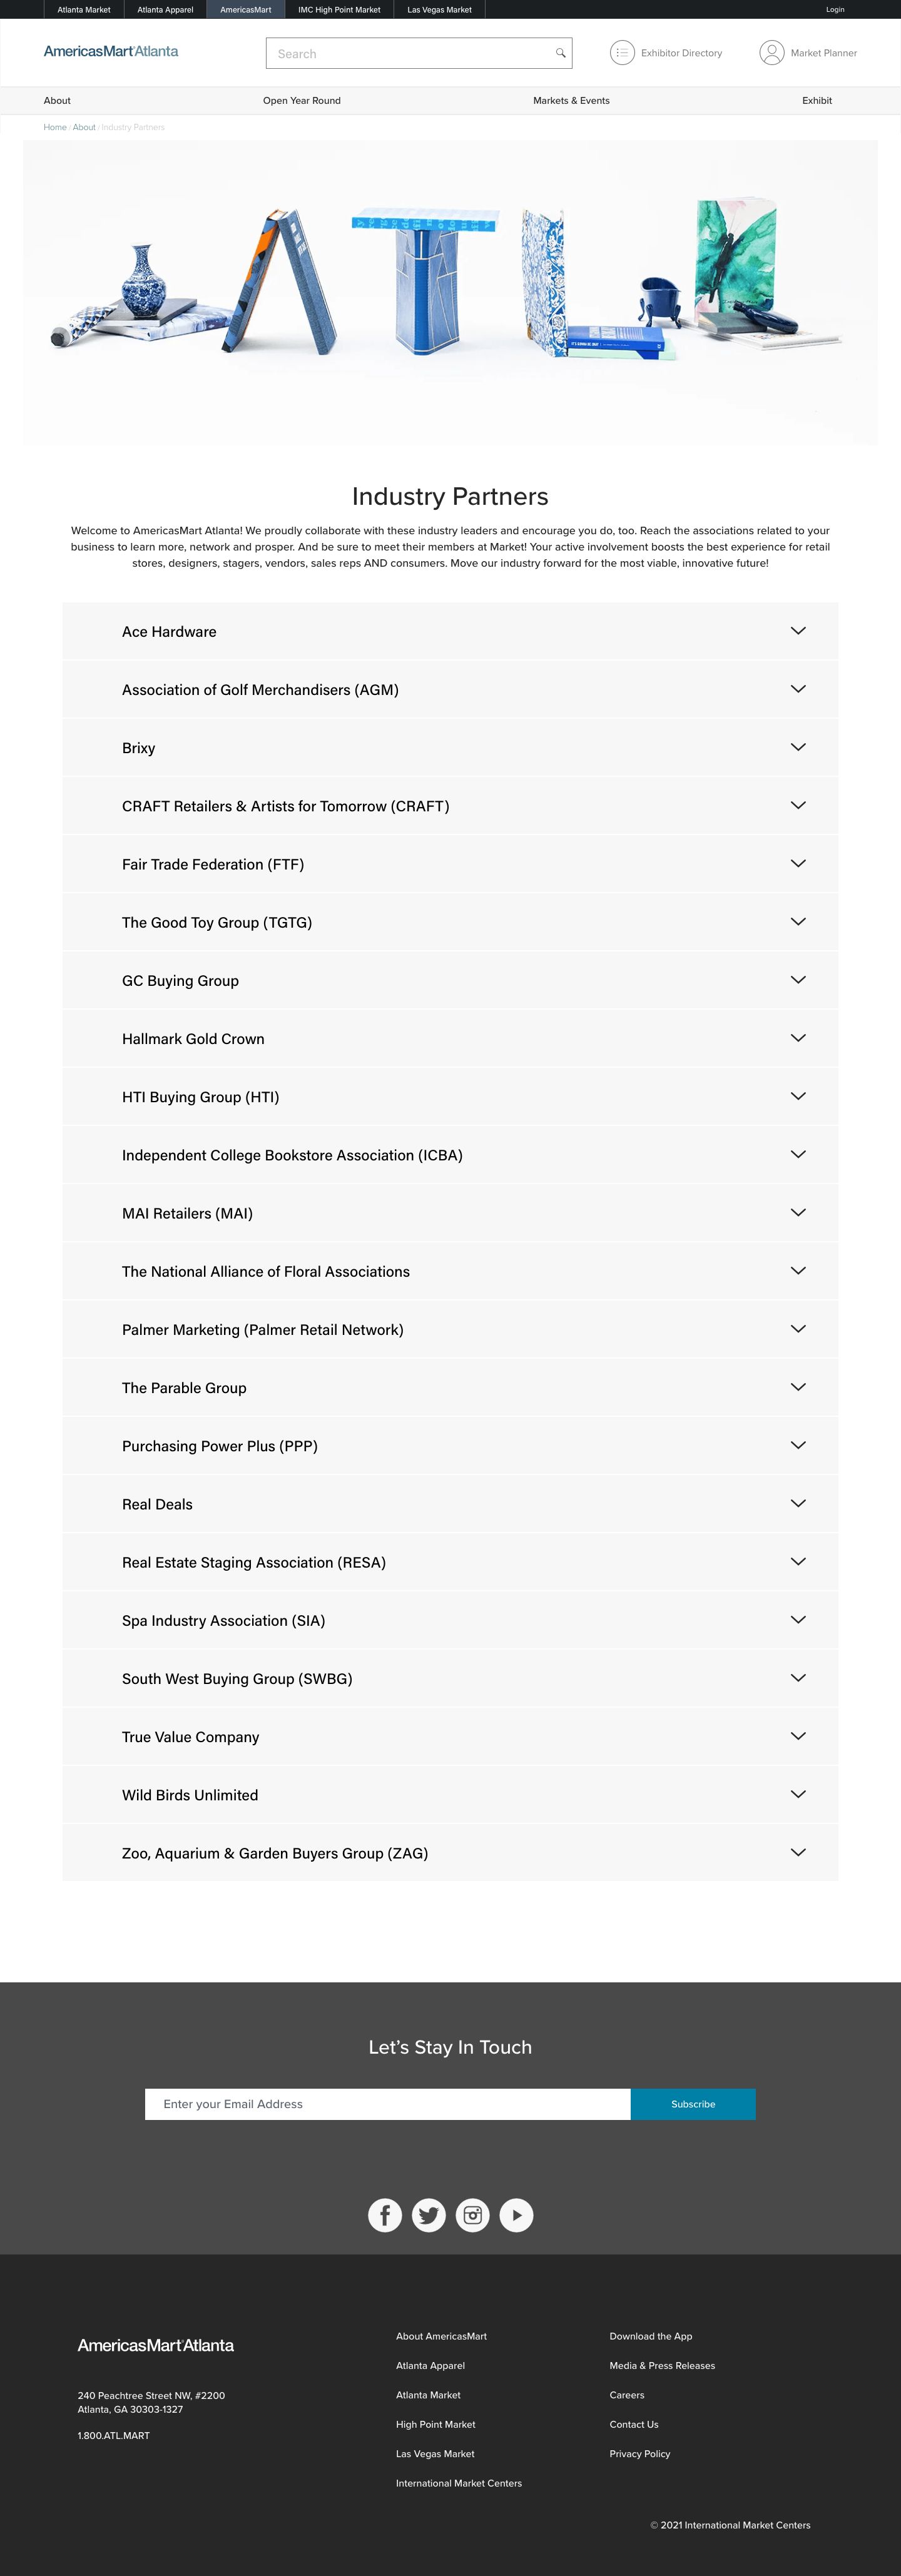 Atlanta Market
Atlanta Apparel
AmericasMart
IMC High Point Market
Las Vegas Market
Login
AmericasMart Atlanta
Search
Exhibitor Directory
Market Planner
About
Open Year Round
Markets & Events
Exhibit
Home / About / Industry Partners
Industry Partners
Welcome to AmericasMart Atlanta! We proudly collaborate with these industry leaders and encourage you do, too. Reach the associations related to your
business to learn more, network and prosper. And be sure to meet their members at Market! Your active involvement boosts the best experience for retail
stores, designers, stagers, vendors, sales reps AND consumers. Move our industry forward for the most viable, innovative future!
Ace Hardware
Association of Golf Merchandisers (AGM)
Brixy
CRAFT Retailers & Artists for Tomorrow (CRAFT)
Fair Trade Federation (FTF)
The Good Toy Group (TGTG)
GC Buying Group
Hallmark Gold Crown
HTI Buying Group (HTI)
Independent College Bookstore Association (ICBA)
MAI Retailers (MAI)
The National Alliance of Floral Associations
Palmer Marketing (Palmer Retail Network)
The Parable Group
Purchasing Power Plus (PPP)
Real Deals
Real Estate Staging Association (RESA)
Spa Industry Association (SIA)
South West Buying Group (SWBG)
True Value Company
Wild Birds Unlimited
Zoo, Aquarium & Garden Buyers Group (ZAG)
Let’s Stay In Touch
Enter your Email Address
Subscribe
AmericasMart Atlanta
240 Peachtree Street NW, #2200
Atlanta, GA 30303-1327
1.800.ATL.MART
About AmericasMart
Atlanta Apparel
Atlanta Market
High Point Market
Las Vegas Market
International Market Centers
Download the App
Media & Press Releases
Careers
Contact Us
Privacy Policy
© 2021 International Market Centers